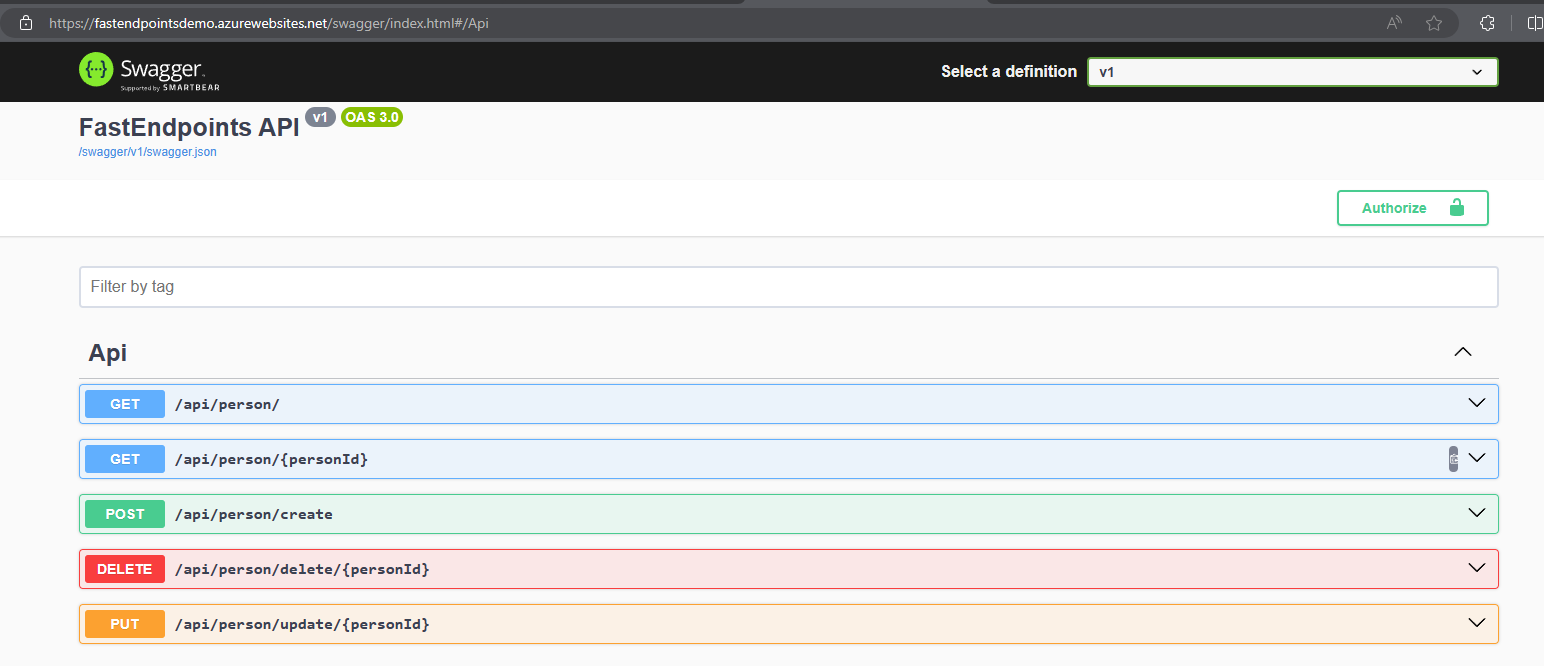 https://fastendpointsdemo.azurewebsites.net/swagger/index.html#/Api
Swagger
Supported by SMARTBEAR
Select a definition
v1
FastEndpoints API v1 OAS 3.0
/swagger/v1/swagger.json
Authorize
Filter by tag
Api
GET /api/person/
GET /api/person/{personId}
POST /api/person/create
DELETE /api/person/delete/{personId}
PUT /api/person/update/{personId}